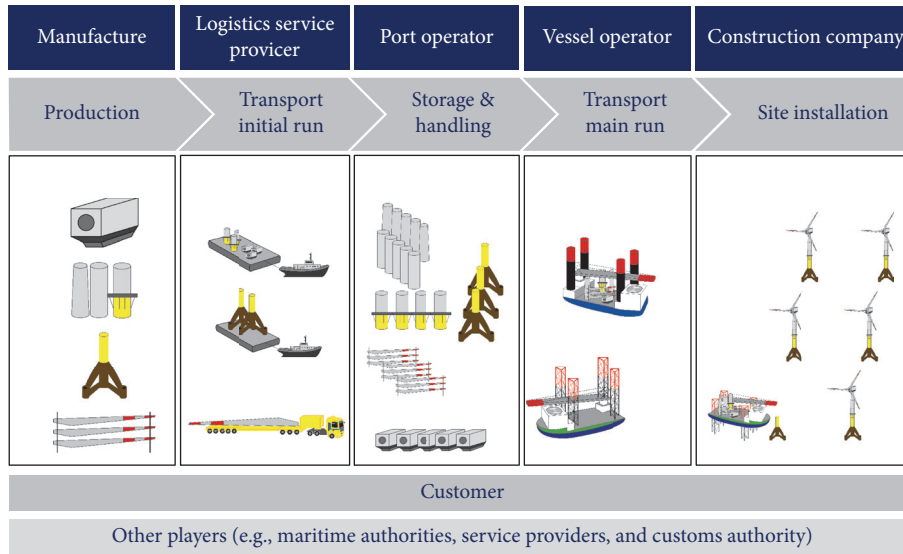 Manufacture
Logistics service
provicer
Port operator
Vessel operator
Construction company
Production
Transport
initial run
Storage &
handling
Transport
main run
Site installation
Customer
Other players (e.g., maritime authorities, service providers, and customs authority)